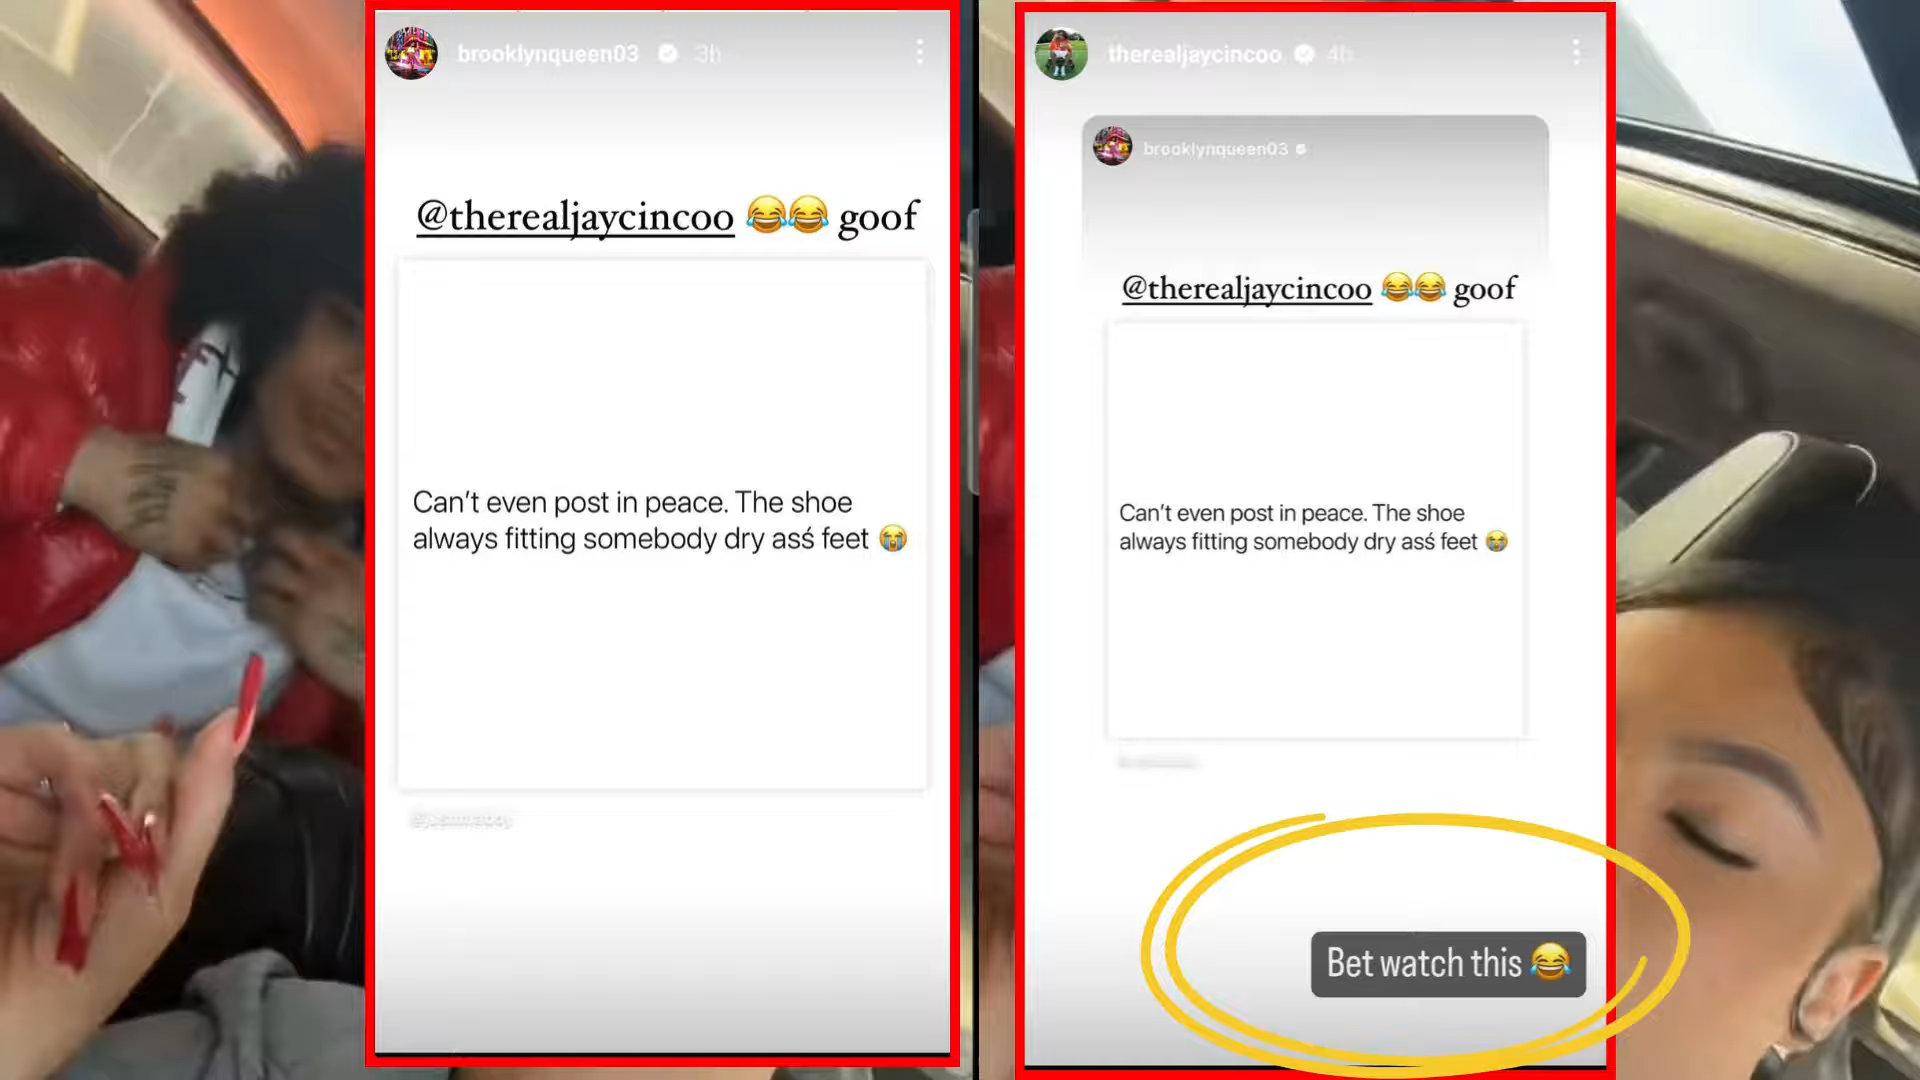 brooklynqueen03 3h
@therealjaycincoo 😂😂 goof
Can't even post in peace. The shoe
always fitting somebody dry asś feet 😭
therealjaycincoo 4h
brooklynqueen03
@therealjaycincoo 😂😂 goof
Can't even post in peace. The shoe
always fitting somebody dry asś feet 😭
Bet watch this 😂